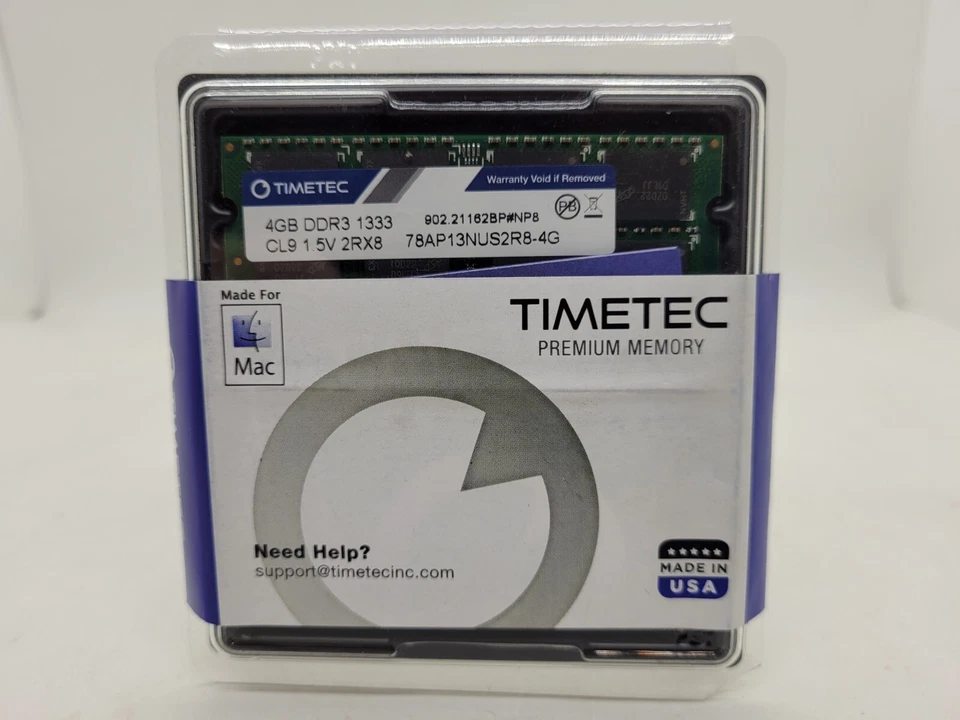 TIMETEC
Warranty Void if Removed
4GB DDR3 1333
902.21162BP#NP8
PB
CL9 1.5V 2RX8
78AP13NUS2R8-4G
Made For
Mac
TIMETEC
PREMIUM MEMORY
Need Help?
support@timetecinc.com
MADE IN
USA